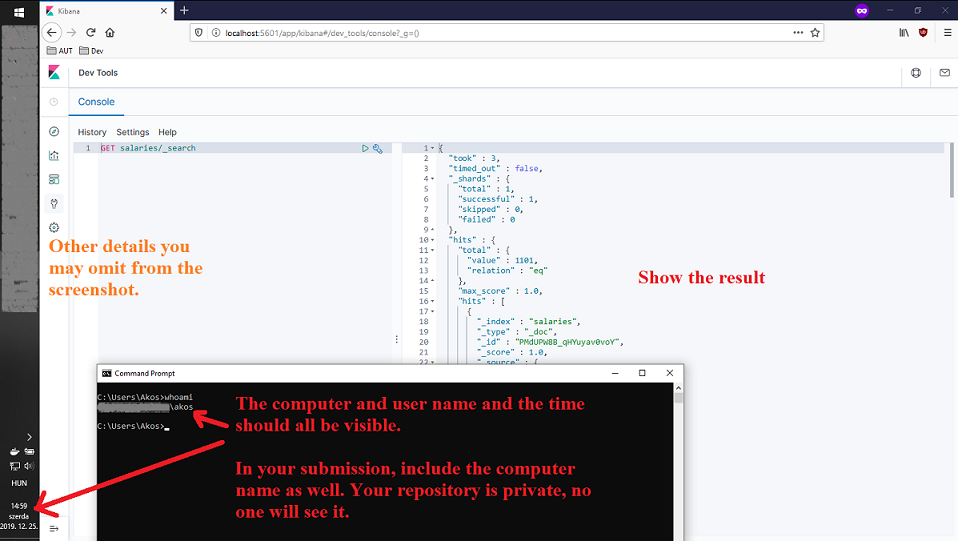 Kibana
localhost:5601/app/kibana#/dev_tools/console?_g=()
AUT
Dev
Dev Tools
Console
History Settings Help
1 GET salaries/_search
1 {
2 "took" : 3,
3 "timed_out" : false,
4 "_shards" : {
5 "total" : 1,
6 "successful" : 1,
7 "skipped" : 0,
8 "failed" : 0
9 },
10 "hits" : {
11 "total" : {
12 "value" : 1101,
13 "relation" : "eq"
14 },
15 "max_score" : 1.0,
16 "hits" : [
17 {
18 "_index" : "salaries",
19 "_type" : "_doc",
20 "_id" : "PMdUPW8B_qHYuyav0voY",
21 "_score" : 1.0,
22 "_source" : {
Other details you
may omit from the
screenshot.
Show the result
Command Prompt
C:\Users\Akos>whoami
\akos
C:\Users\Akos>
The computer and user name and the time
should all be visible.
In your submission, include the computer
name as well. Your repository is private, no
one will see it.
HUN
14:59
szerda
2019. 12. 25.